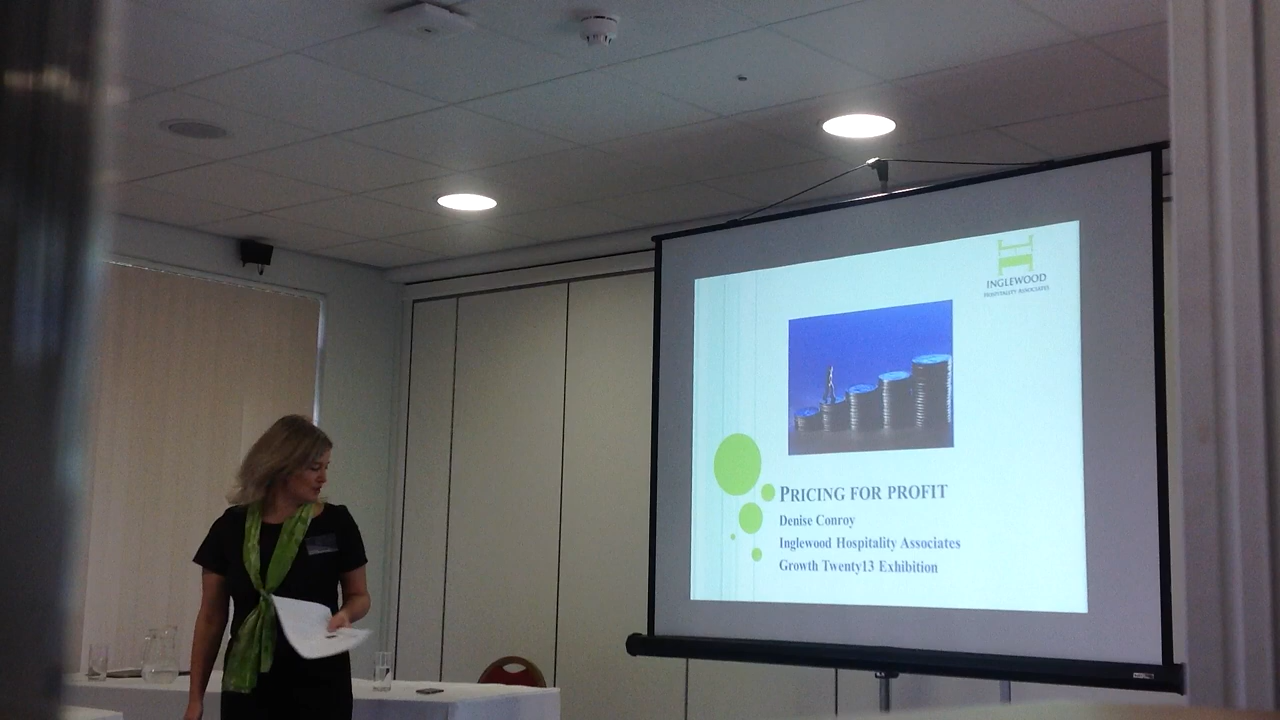 INGLEWOOD
HOSPITALITY ASSOCIATES
PRICING FOR PROFIT
Denise Conroy
Inglewood Hospitality Associates
Growth Twenty13 Exhibition